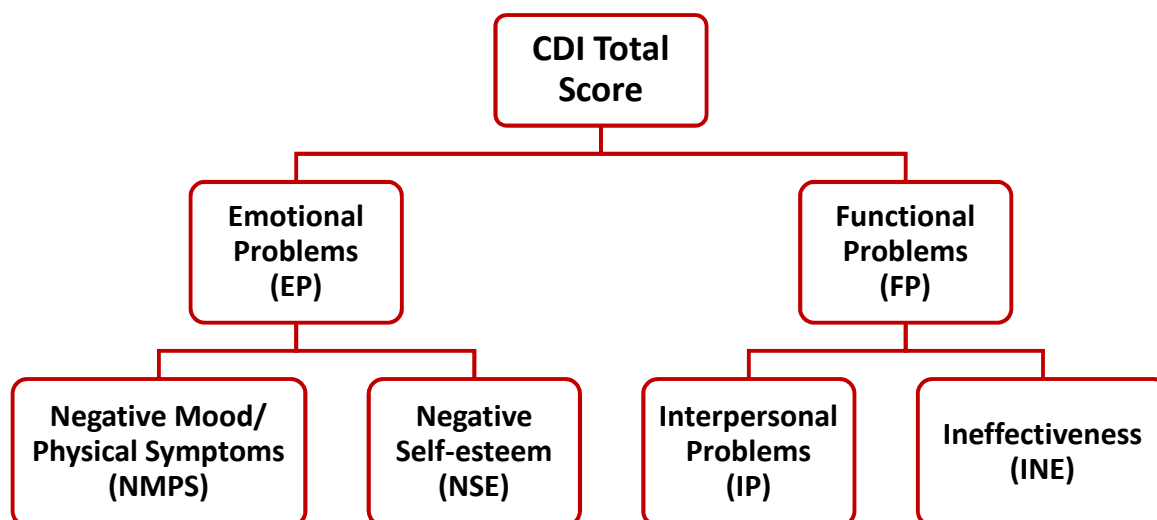 CDI Total
Score
Emotional
Problems
(EP)
Functional
Problems
(FP)
Negative Mood/
Physical Symptoms
(NMPS)
Negative
Self-esteem
(NSE)
Interpersonal
Problems
(IP)
Ineffectiveness
(INE)